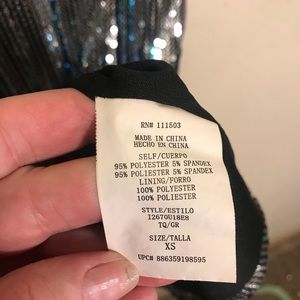 RN# 111503
MADE IN CHINA
HECHO EN CHINA
SELF/CUERPO
95% POLYESTER 5% SPANDEX
95% POLIESTER 5% SPANDEX
LINING/FORRO
100% POLYESTER
100% POLIESTER
STYLE/ESTILO
I2670U18E8
TQ/GR
SIZE/TALLA
XS
UPC# 886359198595